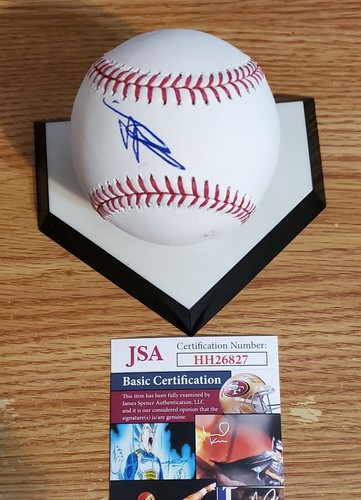 JSA
Certification Number:
HH26827
Basic Certification
This item has been fully examined by
James Spence Authentication, LLC
and it is our considered opinion that the
signature(s) is/are genuine.